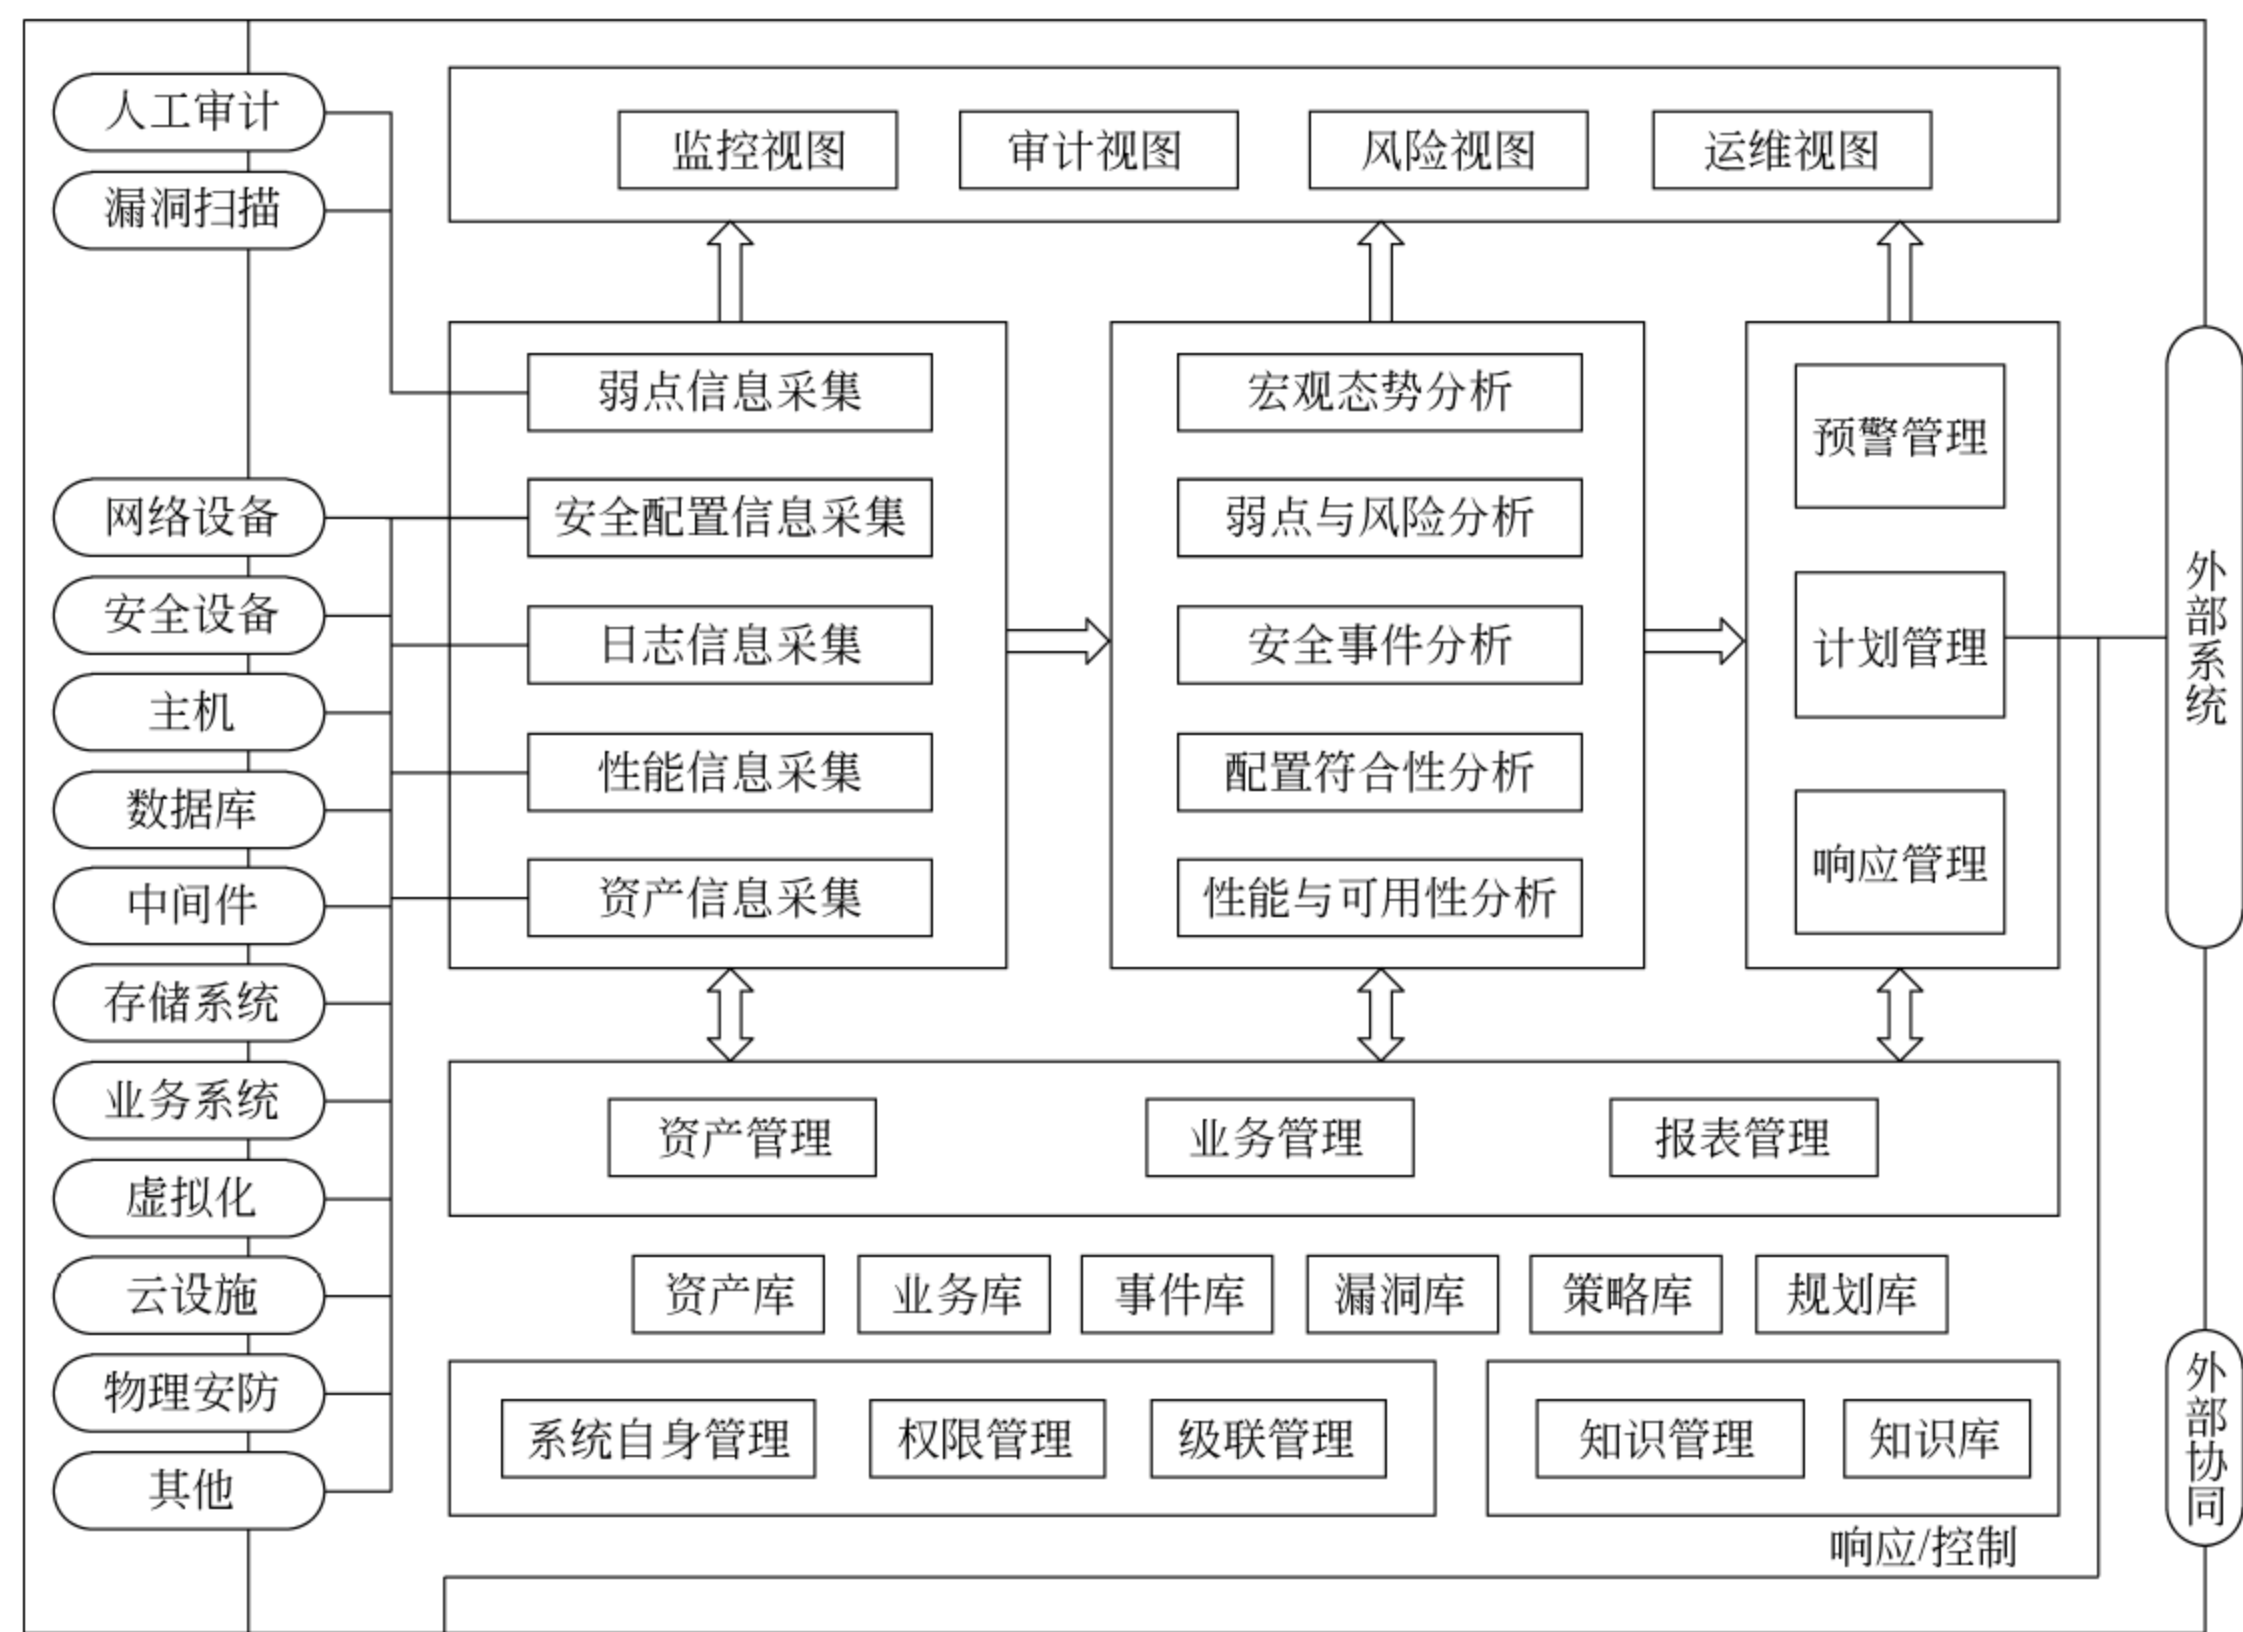 人工审计
漏洞扫描
网络设备
安全设备
主机
数据库
中间件
存储系统
业务系统
虚拟化
云设施
物理安防
其他
监控视图
审计视图
风险视图
运维视图
弱点信息采集
安全配置信息采集
日志信息采集
性能信息采集
资产信息采集
宏观态势分析
弱点与风险分析
安全事件分析
配置符合性分析
性能与可用性分析
预警管理
计划管理
响应管理
资产管理
业务管理
报表管理
资产库
业务库
事件库
漏洞库
策略库
规划库
系统自身管理
权限管理
级联管理
知识管理
知识库
响应/控制
外部系统
外部协同